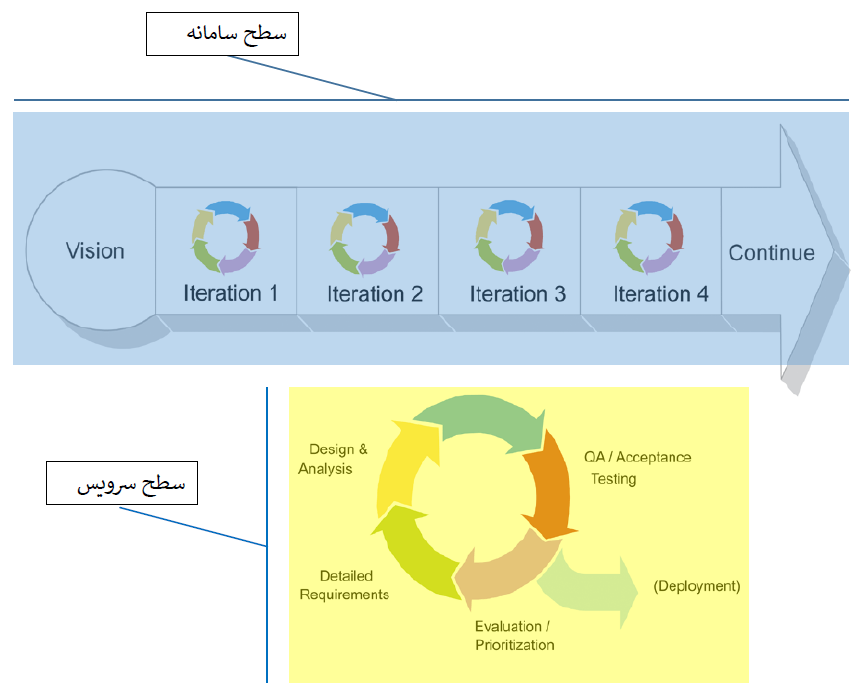 سطح سامانه
Vision
Iteration 1
Iteration 2
Iteration 3
Iteration 4
Continue
سطح سرویس
Design &
Analysis
QA / Acceptance
Testing
Detailed
Requirements
(Deployment)
Evaluation /
Prioritization